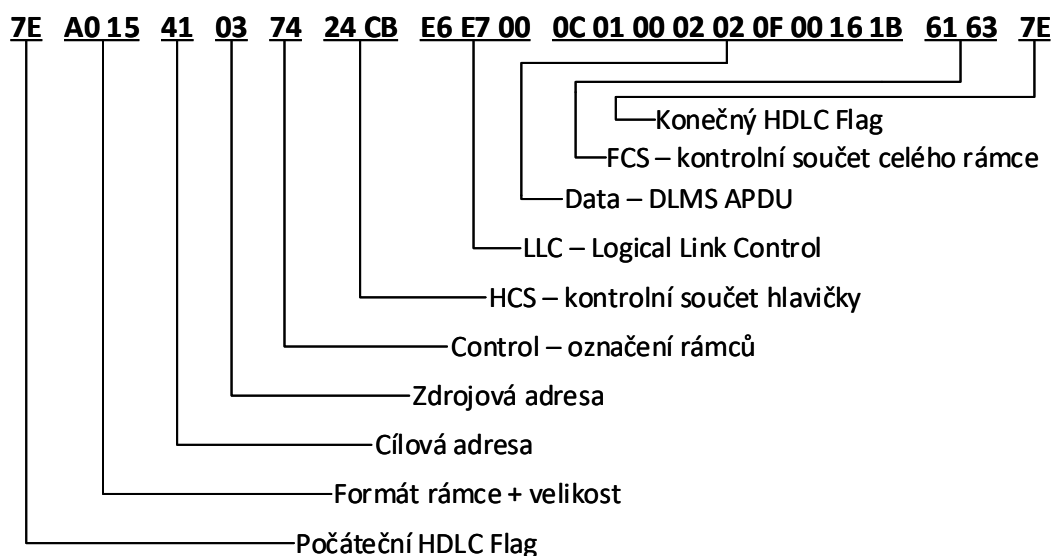 7E A0 15 41 03 74 24 CB E6 E7 00 0C 01 00 02 02 0F 00 16 1B 61 63 7E
Konečný HDLC Flag
FCS – kontrolní součet celého rámce
Data – DLMS APDU
LLC – Logical Link Control
HCS – kontrolní součet hlavičky
Control – označení rámců
Zdrojová adresa
Cílová adresa
Formát rámce + velikost
Počáteční HDLC Flag